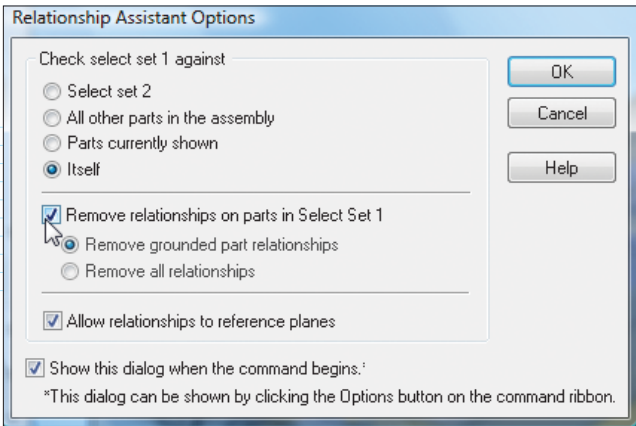 Relationship Assistant Options
Check select set 1 against
Select set 2
All other parts in the assembly
Parts currently shown
Itself
Remove relationships on parts in Select Set 1
Remove grounded part relationships
Remove all relationships
Allow relationships to reference planes
Show this dialog when the command begins.*
*This dialog can be shown by clicking the Options button on the command ribbon.
OK
Cancel
Help